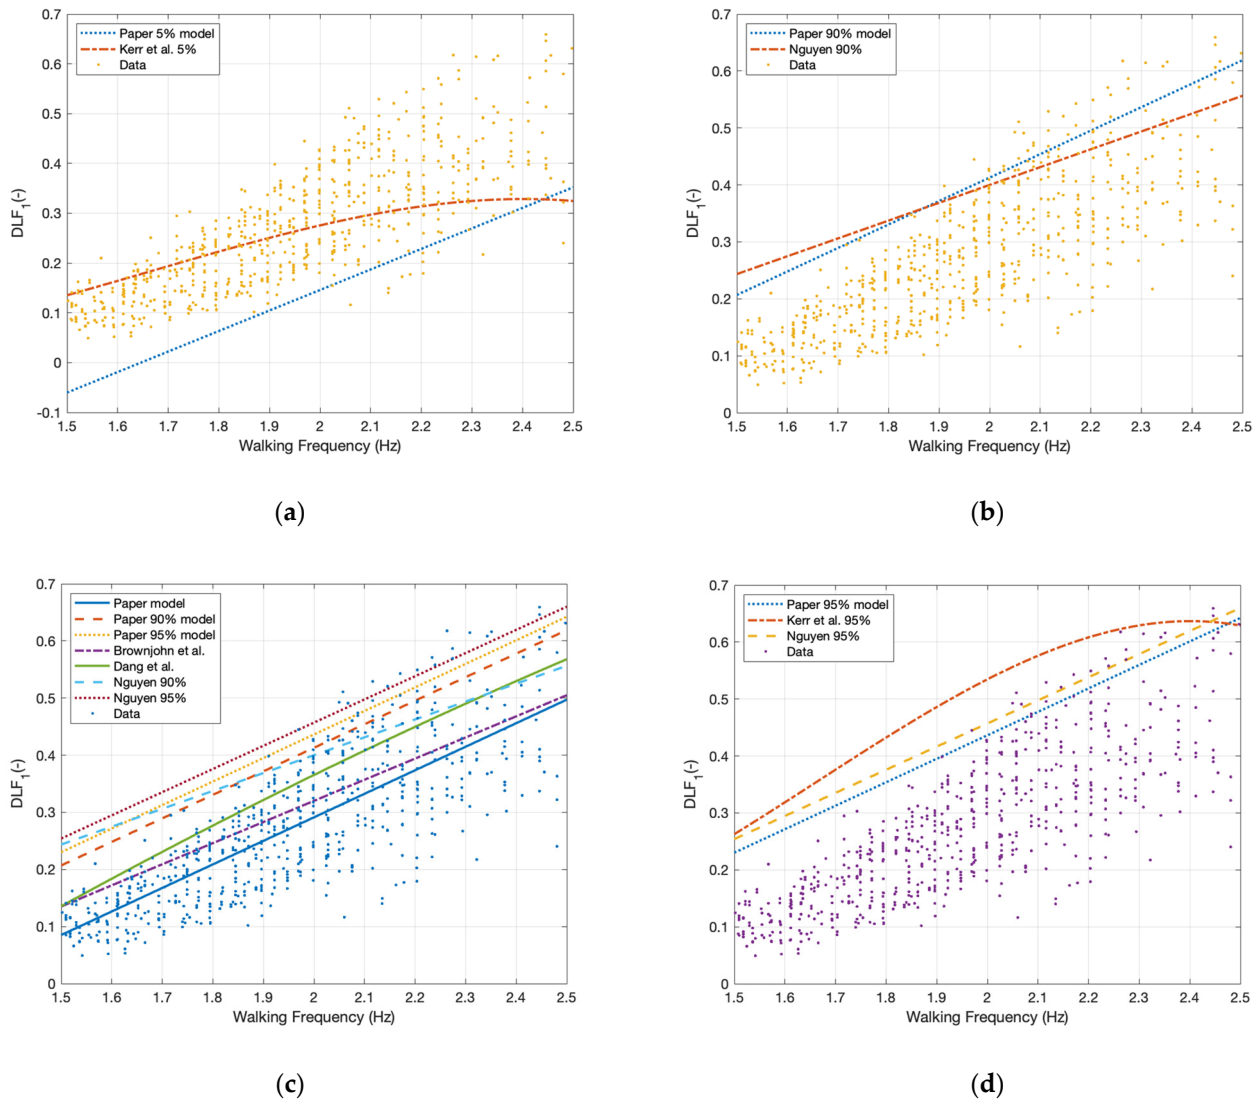 Paper 5% model
Kerr et al. 5%
Data
0.7
0.6
0.5
0.4
0.3
0.2
0.1
0
-0.1
DLF1(-)
1.5 1.6 1.7 1.8 1.9 2 2.1 2.2 2.3 2.4 2.5
Walking Frequency (Hz)
(a)
Paper 90% model
Nguyen 90%
Data
0.7
0.6
0.5
0.4
0.3
0.2
0.1
0
DLF1(-)
1.5 1.6 1.7 1.8 1.9 2 2.1 2.2 2.3 2.4 2.5
Walking Frequency (Hz)
(b)
Paper model
Paper 90% model
Paper 95% model
Brownjohn et al.
Dang et al.
Nguyen 90%
Nguyen 95%
Data
0.7
0.6
0.5
0.4
0.3
0.2
0.1
0
DLF1(-)
1.5 1.6 1.7 1.8 1.9 2 2.1 2.2 2.3 2.4 2.5
Walking Frequency (Hz)
(c)
Paper 95% model
Kerr et al. 95%
Nguyen 95%
Data
0.7
0.6
0.5
0.4
0.3
0.2
0.1
0
DLF1(-)
1.5 1.6 1.7 1.8 1.9 2 2.1 2.2 2.3 2.4 2.5
Walking Frequency (Hz)
(d)